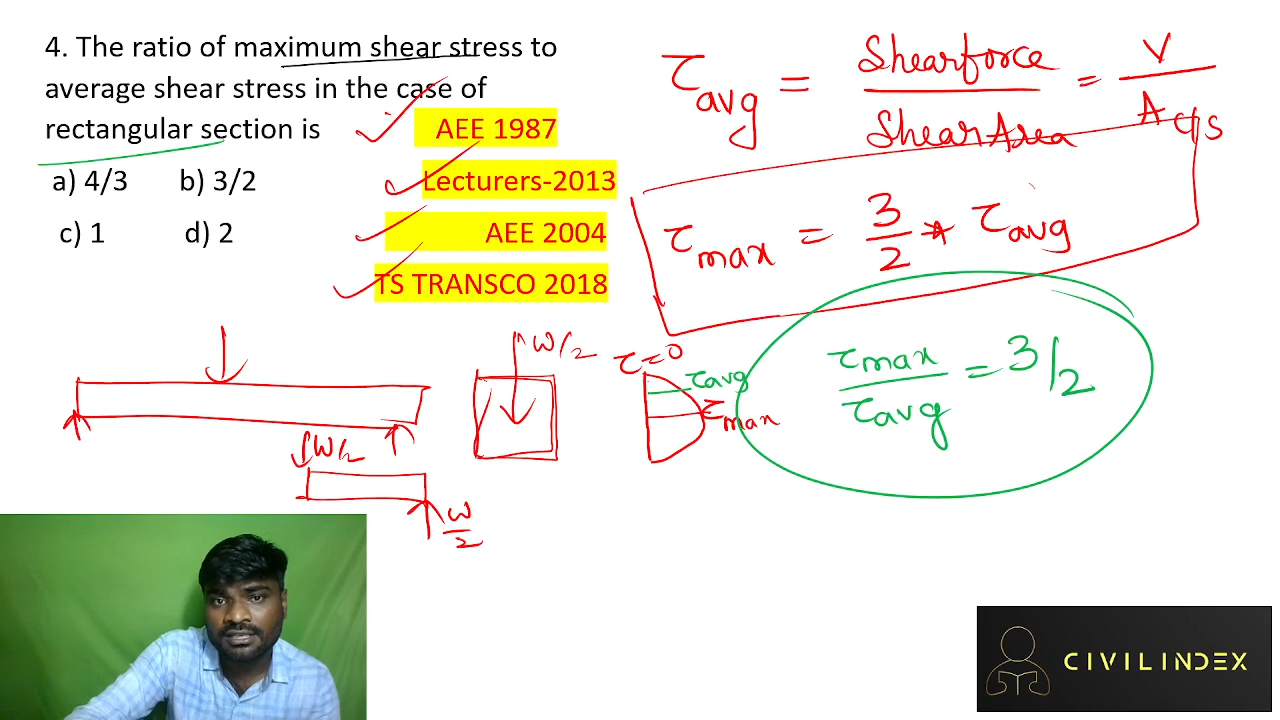 4. The ratio of maximum shear stress to
average shear stress in the case of
rectangular section is
AEE 1987
a) 4/3 b) 3/2
Lecturers-2013
c) 1 d) 2
AEE 2004
TS TRANSCO 2018
τavg = Shearforce / ShearArea = V / A c/s
τmax = 3/2 * τavg
τmax / τavg = 3/2
W/2
τ=0
τavg
τmax
W/2
W/2
CIVILINDEX